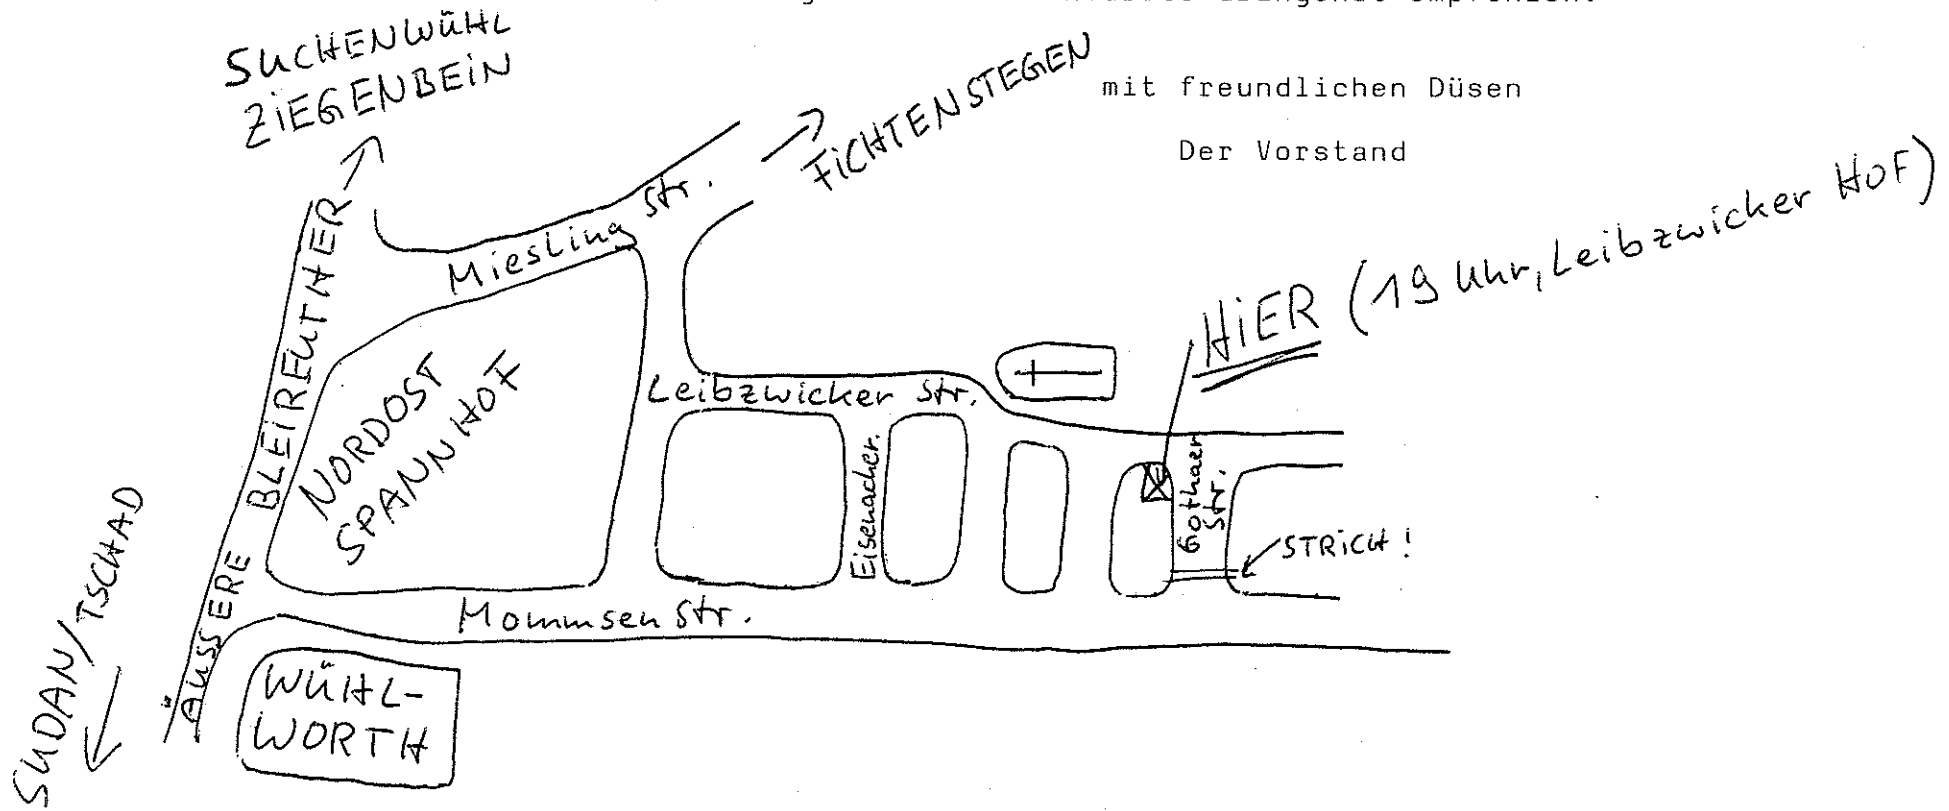 SUCHENWÜHL
ZIEGENBEIN
FICHTENSTEGEN
mit freundlichen Düsen
Der Vorstand
Miesling Str.
HIER (19 Uhr, Leibzwicker HOF)
ÄUSSERE BLEIREUTHER
NORDOST
SPANNHOF
Leibzwicker Str.
Eisenacher.
Gothaer
Str.
STRICH!
Mommsen Str.
SUDAN/TSCHAD
WÜHL-
WORTH